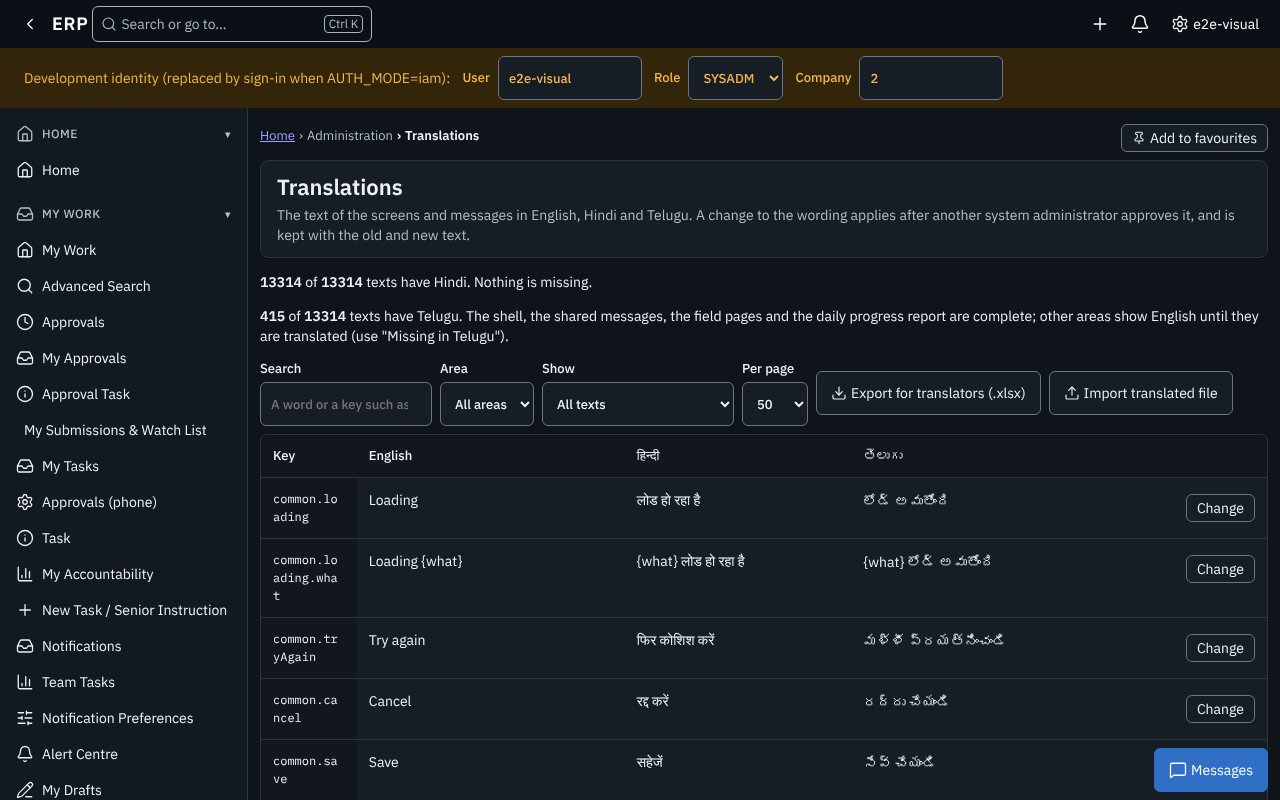 ERP
Search or go to...
Ctrl K
e2e-visual
Development identity (replaced by sign-in when AUTH_MODE=iam):
User
e2e-visual
Role
SYSADM
Company
2
HOME
Home
MY WORK
My Work
Advanced Search
Approvals
My Approvals
Approval Task
My Submissions & Watch List
My Tasks
Approvals (phone)
Task
My Accountability
New Task / Senior Instruction
Notifications
Team Tasks
Notification Preferences
Alert Centre
My Drafts
Home › Administration › Translations
Add to favourites
Translations
The text of the screens and messages in English, Hindi and Telugu. A change to the wording applies after another system administrator approves it, and is
kept with the old and new text.
13314 of 13314 texts have Hindi. Nothing is missing.
415 of 13314 texts have Telugu. The shell, the shared messages, the field pages and the daily progress report are complete; other areas show English until they
are translated (use "Missing in Telugu").
Search
Area
Show
Per page
A word or a key such as
All areas
All texts
50
Export for translators (.xlsx)
Import translated file
Key English हिन्दी తెలుగు
common.lo
ading
Loading
लोड हो रहा है
లోడ్ అవుతోంది
Change
common.lo
ading.wha
t
Loading {what}
{what} लोड हो रहा है
{what} లోడ్ అవుతోంది
Change
common.tr
yAgain
Try again
फिर कोशिश करें
మళ్ళీ ప్రయత్నించండి
Change
common.ca
ncel
Cancel
रद्द करें
రద్దు చేయండి
Change
common.sa
ve
Save
सहेजें
సేవ్ చేయండి
Messages